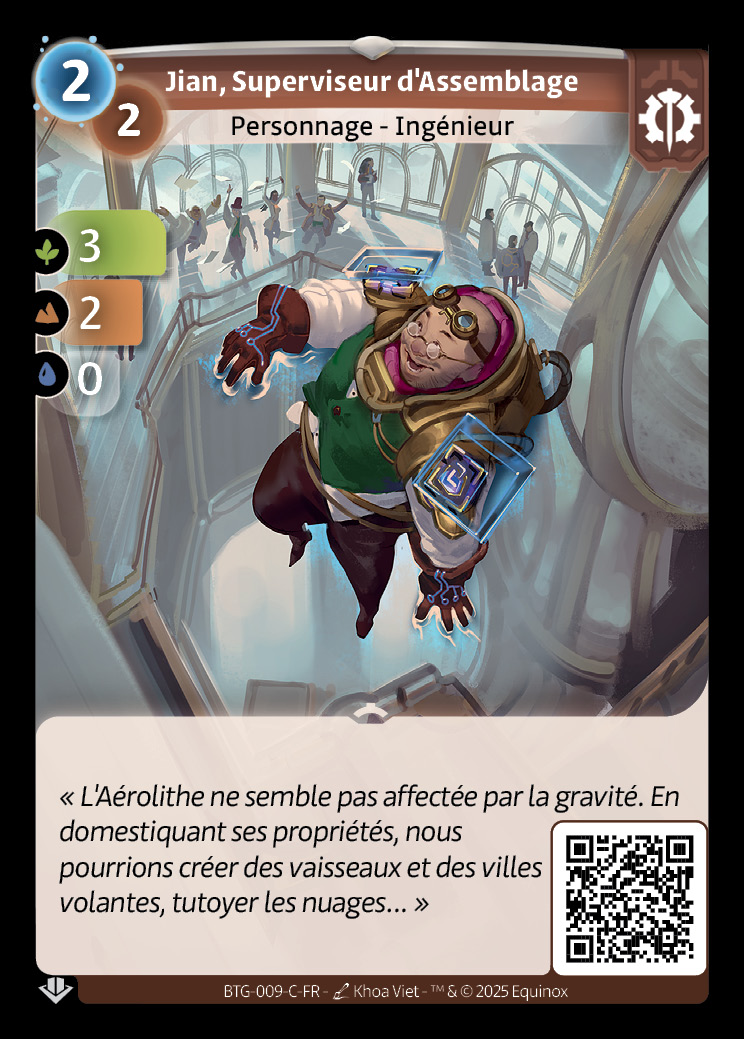 2
Jian, Superviseur d'Assemblage
2
Personnage - Ingénieur
3
2
0
« L'Aérolithe ne semble pas affectée par la gravité. En
domestiquant ses propriétés, nous
pourrions créer des vaisseaux et des villes
volantes, tutoyer les nuages... »
BTG-009-C-FR - Khoa Viet - ™ & © 2025 Equinox